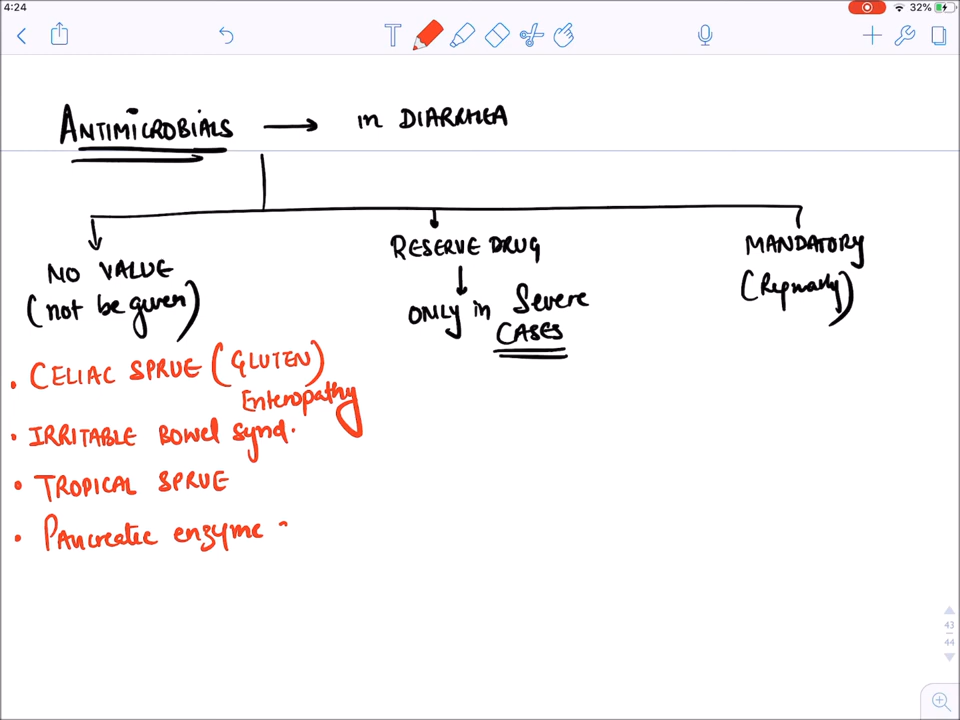 4:24
32%
T
ANTIMICROBIALS → in DIARRHEA
NO VALUE
(not be given)
RESERVE DRUG
ONLY in Severe
CASES
MANDATORY
(Regularly)
• CELIAC SPRUE (GLUTEN)
Enteropathy
• IRRITABLE BOWEL Synd.
• TROPICAL SPRUE
• Pancreatic enzyme
43
44